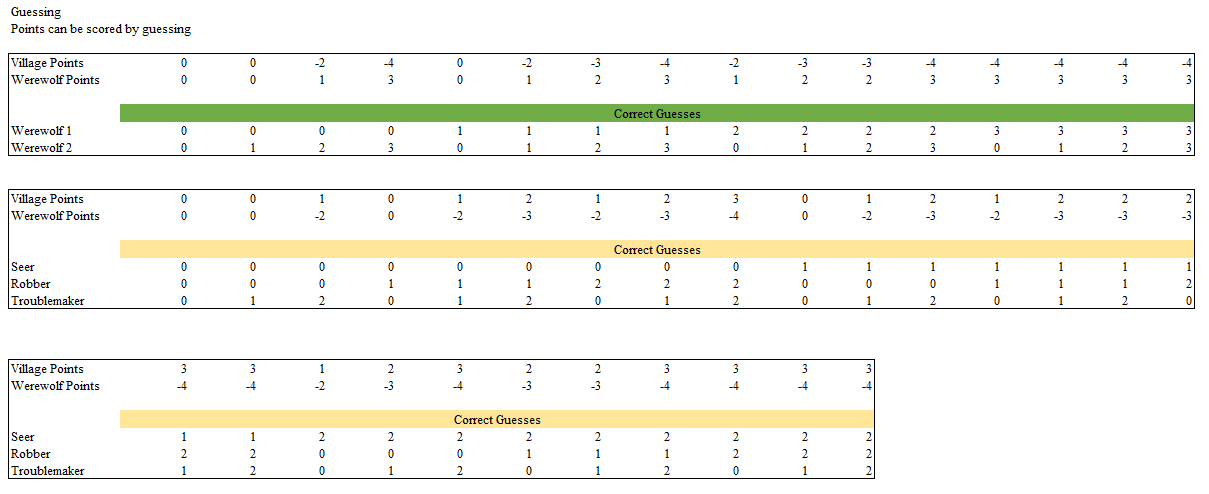 Guessing
Points can be scored by guessing
Village Points 0 0 -2 -4 0 -2 -3 -4 -2 -3 -3 -4 -4 -4 -4 -4
Werewolf Points 0 0 1 3 0 1 2 3 1 2 2 3 3 3 3 3
Correct Guesses
Werewolf 1 0 0 0 0 1 1 1 1 2 2 2 2 3 3 3 3
Werewolf 2 0 1 2 3 0 1 2 3 0 1 2 3 0 1 2 3
Village Points 0 0 1 0 1 2 1 2 3 0 1 2 1 2 2 2
Werewolf Points 0 0 -2 0 -2 -3 -2 -3 -4 0 -2 -3 -2 -3 -3 -3
Correct Guesses
Seer 0 0 0 0 0 0 0 0 0 1 1 1 1 1 1 1
Robber 0 0 0 1 1 1 2 2 2 0 0 0 1 1 1 2
Troublemaker 0 1 2 0 1 2 0 1 2 0 1 2 0 1 2 0
Village Points 3 3 1 2 3 2 2 3 3 3 3
Werewolf Points -4 -4 -2 -3 -4 -3 -3 -4 -4 -4 -4
Correct Guesses
Seer 1 1 2 2 2 2 2 2 2 2 2
Robber 2 2 0 0 0 1 1 1 2 2 2
Troublemaker 1 2 0 1 2 0 1 2 0 1 2